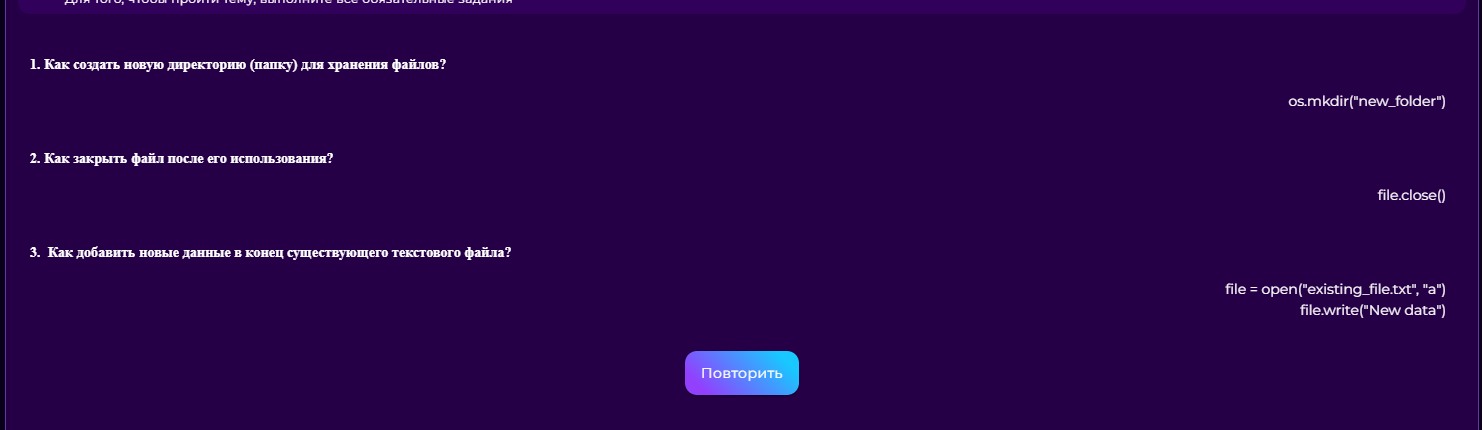 Для того, чтобы пройти тему, выполните все обязательные задания
1. Как создать новую директорию (папку) для хранения файлов?
os.mkdir("new_folder")
2. Как закрыть файл после его использования?
file.close()
3. Как добавить новые данные в конец существующего текстового файла?
file = open("existing_file.txt", "a")
file.write("New data")
Повторить